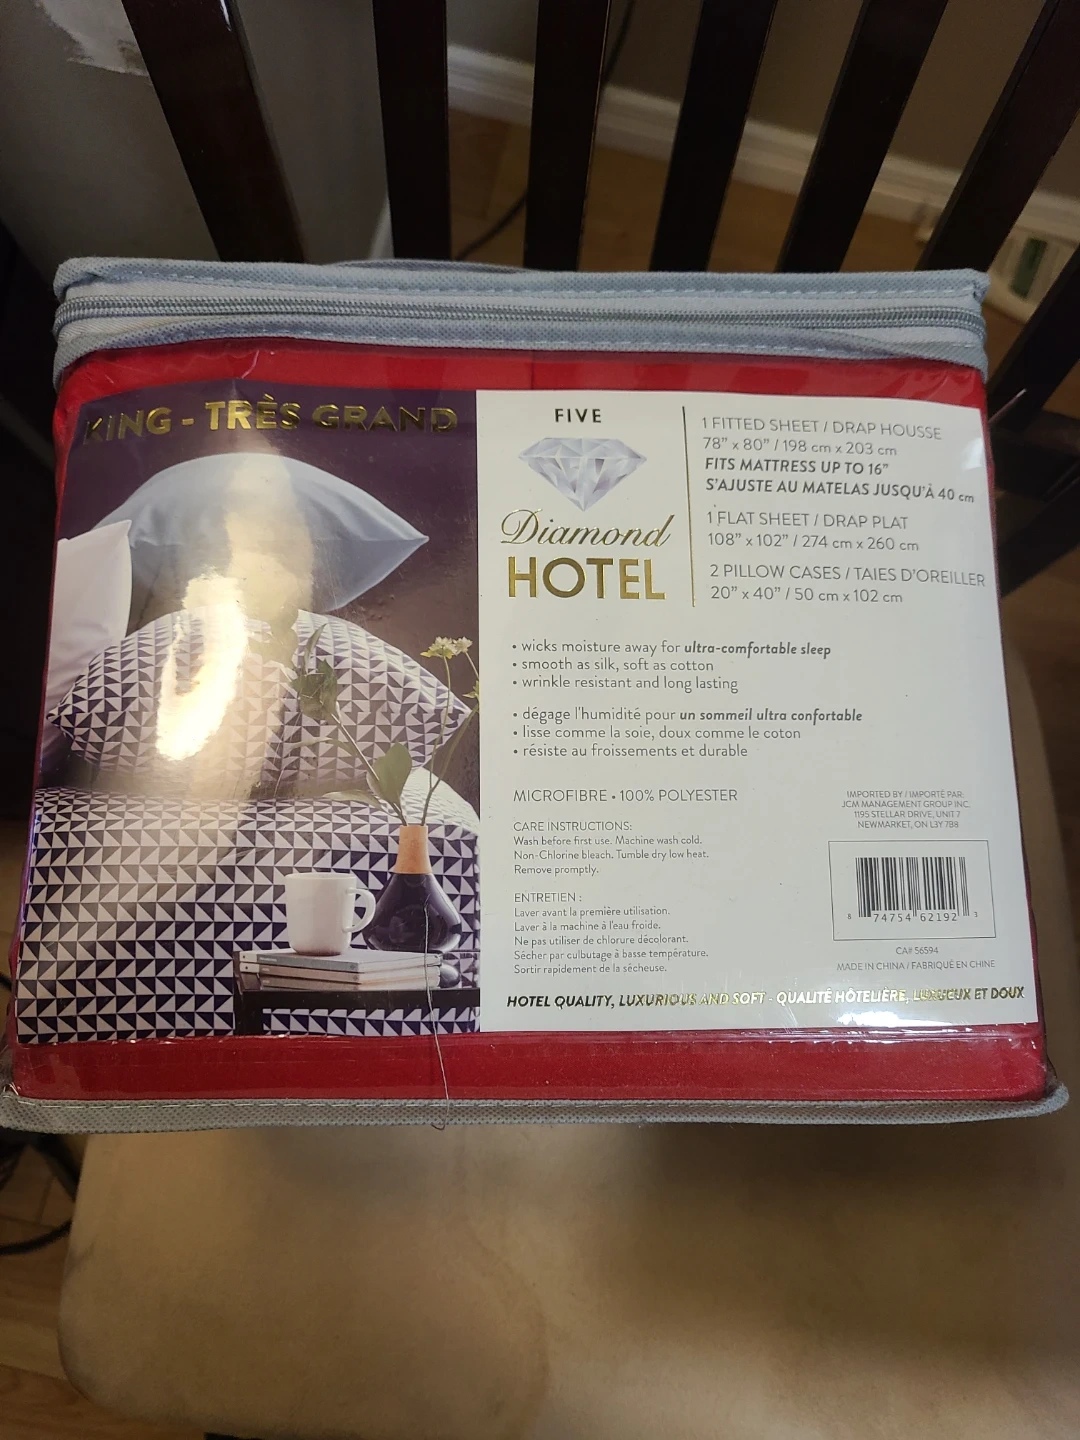 KING - TRÈS GRAND
FIVE
Diamond
HOTEL
1 FITTED SHEET / DRAP HOUSSE
78" x 80" / 198 cm x 203 cm
FITS MATTRESS UP TO 16"
S'AJUSTE AU MATELAS JUSQU'À 40 cm
1 FLAT SHEET / DRAP PLAT
108" x 102" / 274 cm x 260 cm
2 PILLOW CASES / TAIES D'OREILLER
20" x 40" / 50 cm x 102 cm
• wicks moisture away for ultra-comfortable sleep
• smooth as silk, soft as cotton
• wrinkle resistant and long lasting
• dégage l'humidité pour un sommeil ultra confortable
• lisse comme la soie, doux comme le coton
• résiste au froissements et durable
MICROFIBRE • 100% POLYESTER
CARE INSTRUCTIONS:
Wash before first use. Machine wash cold.
Non-Chlorine bleach. Tumble dry low heat.
Remove promptly.
ENTRETIEN :
Laver avant la première utilisation.
Laver à la machine à l'eau froide.
Ne pas utiliser de chlorure décolorant.
Sécher par culbutage à basse température.
Sortir rapidement de la sécheuse.
IMPORTED BY / IMPORTÉ PAR:
JCM MANAGEMENT GROUP INC.
1195 STELLAR DRIVE, UNIT 7
NEWMARKET, ON L3Y 7B8
8 74754 62192 3
CA# 56594
MADE IN CHINA / FABRIQUÉ EN CHINE
HOTEL QUALITY, LUXURIOUS AND SOFT - QUALITÉ HÔTELIÈRE, LUXUEUX ET DOUX